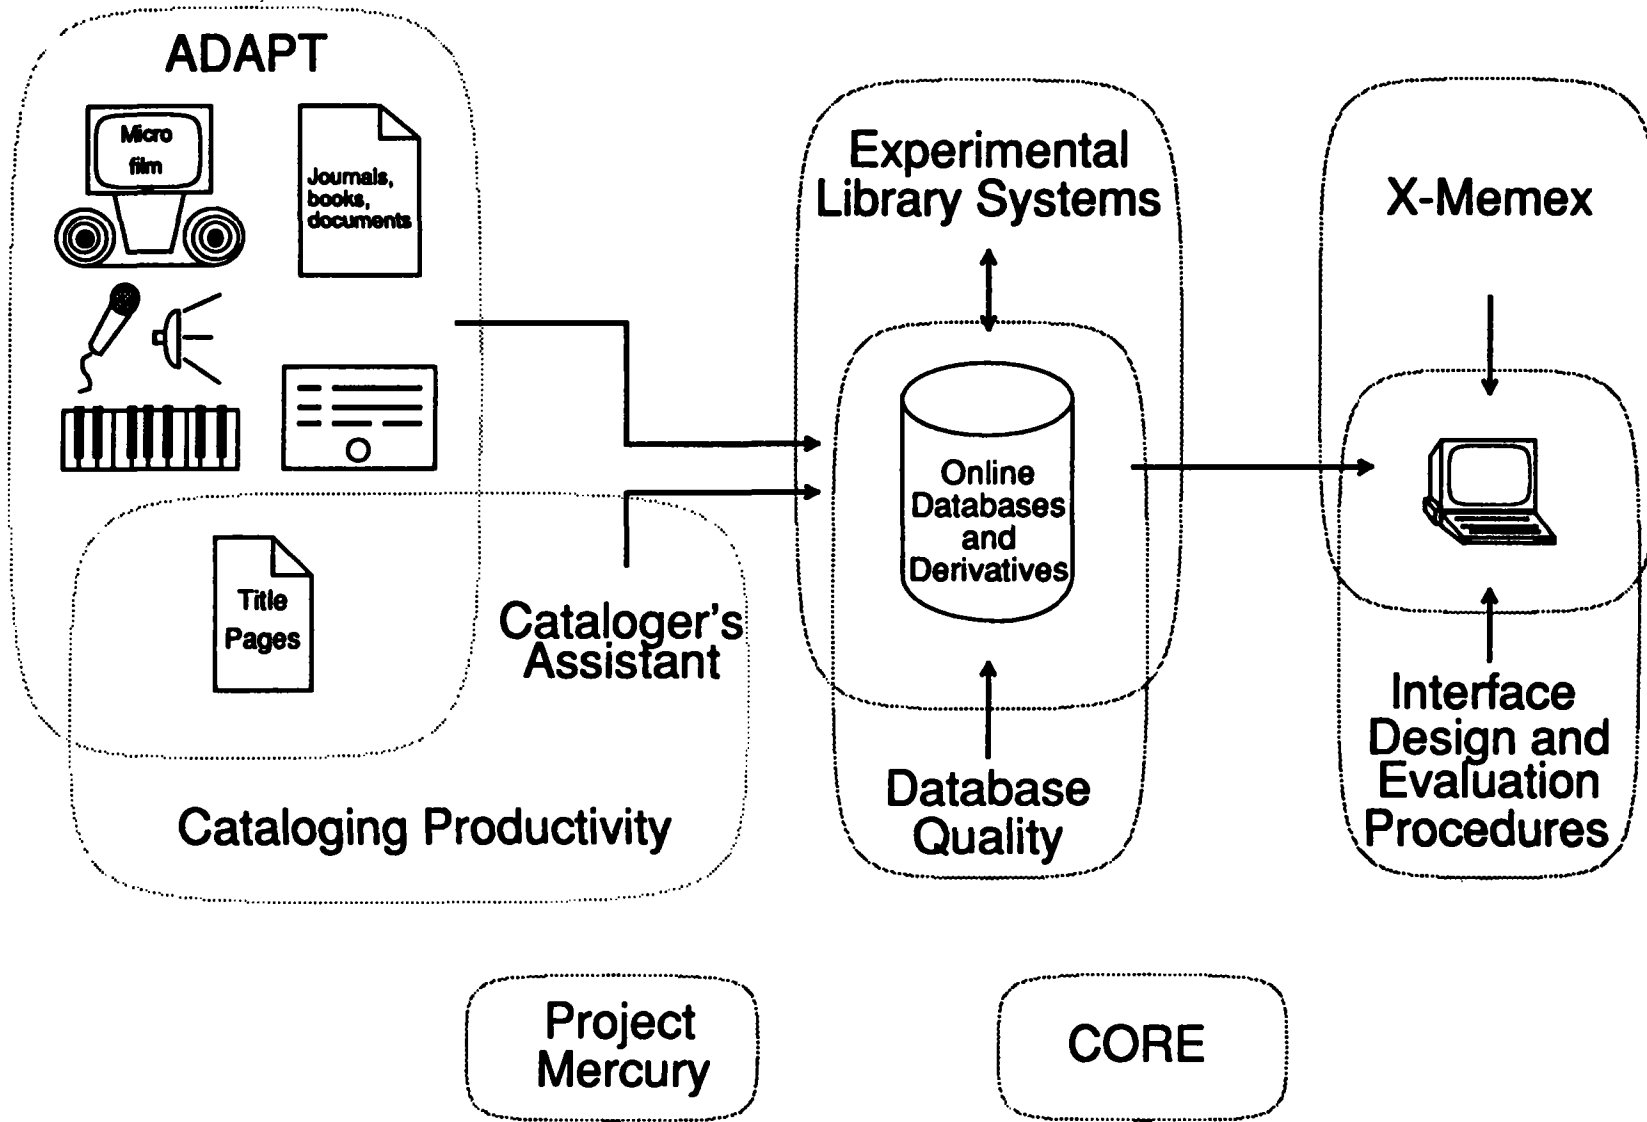 ADAPT
Micro
film
Journals,
books,
documents
Title
Pages
Cataloger's
Assistant
Cataloging Productivity
Experimental
Library Systems
Online
Databases
and
Derivatives
Database
Quality
X-Memex
Interface
Design and
Evaluation
Procedures
Project
Mercury
CORE